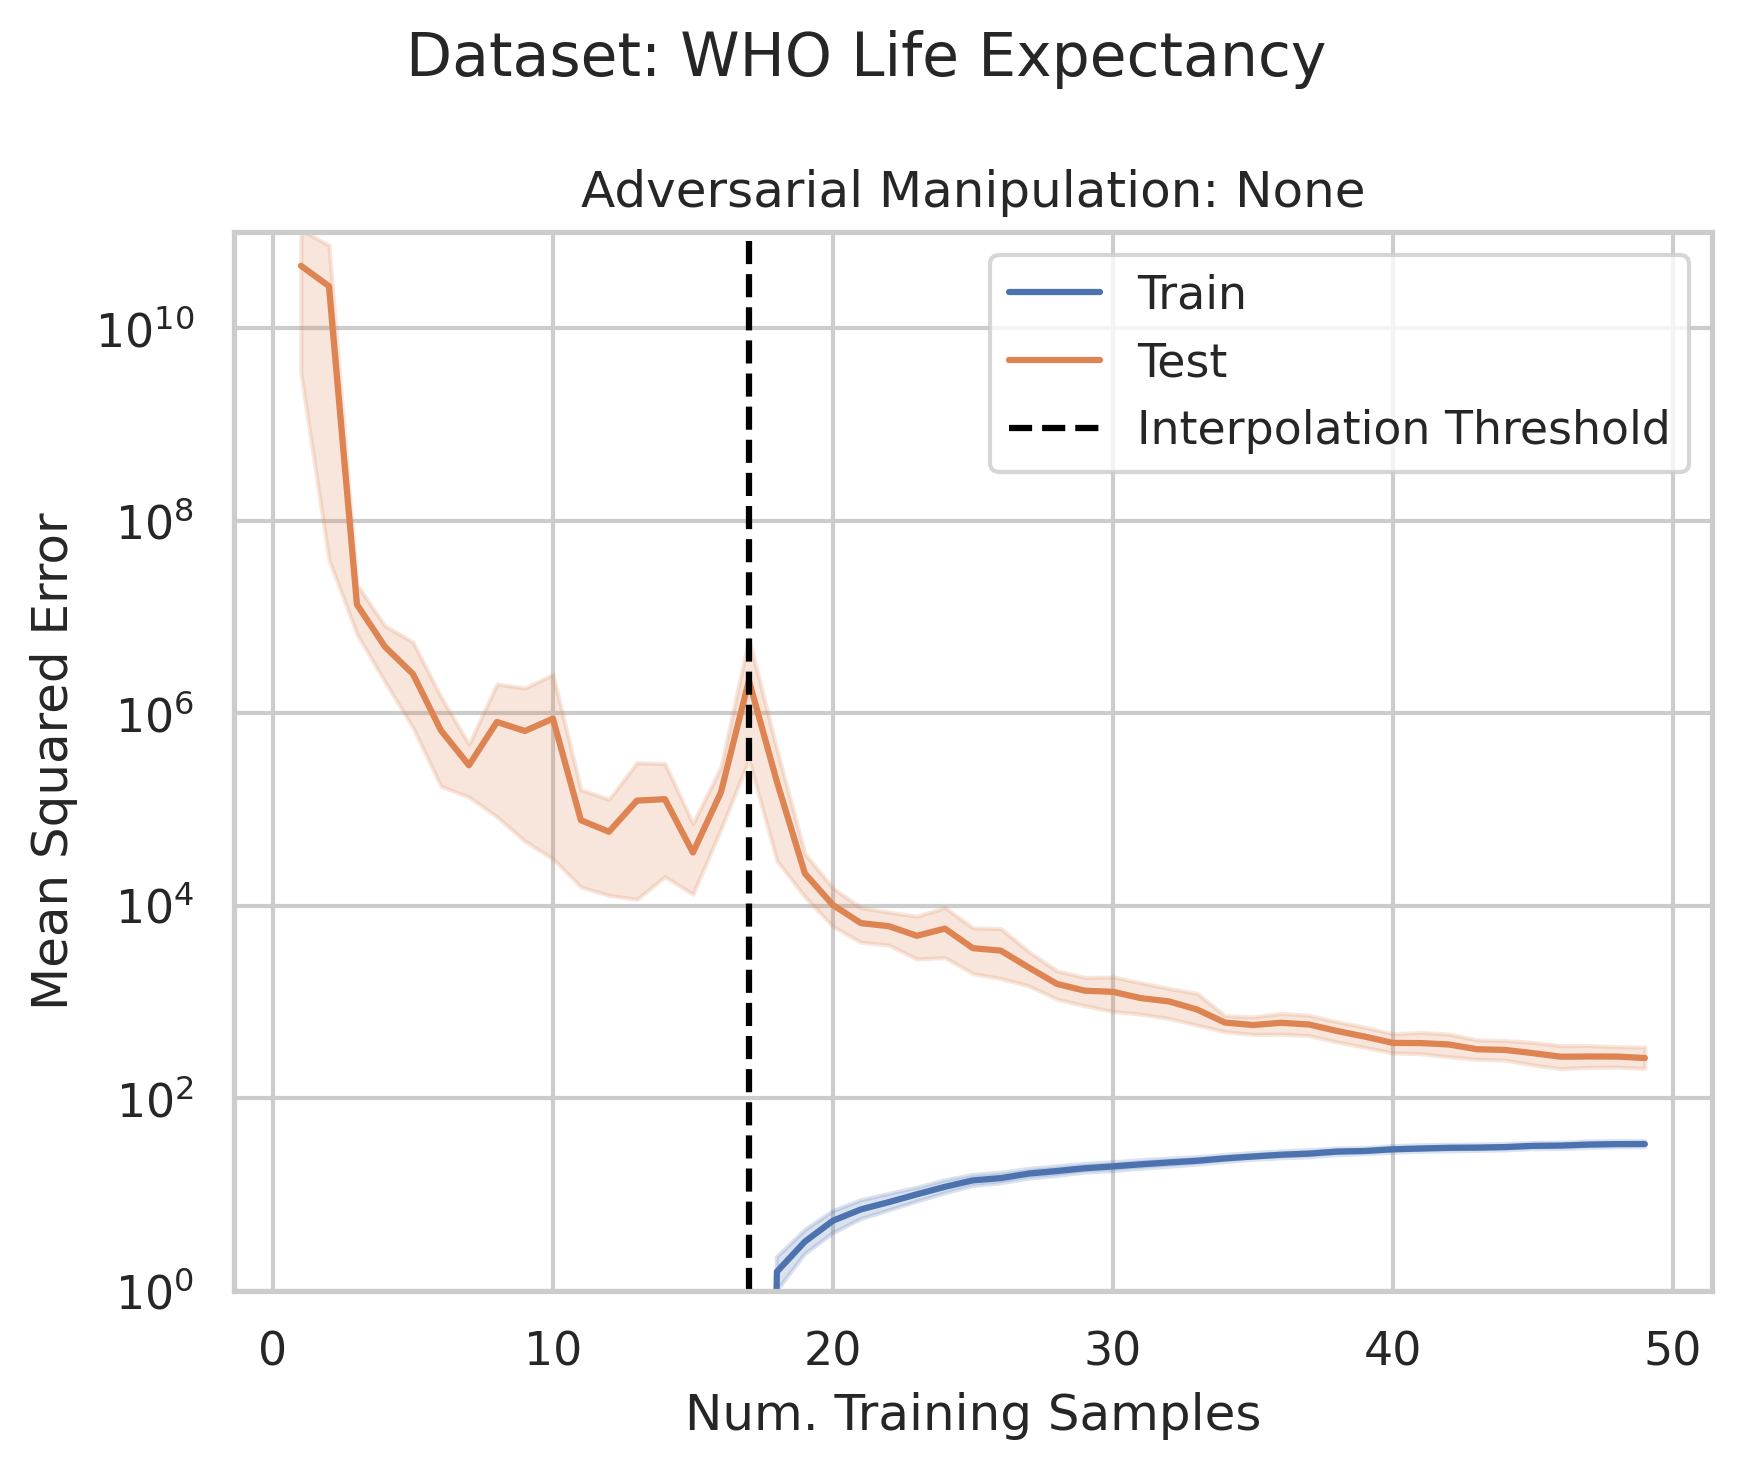 Dataset: WHO Life Expectancy
Adversarial Manipulation: None
Train
Test
Interpolation Threshold
Mean Squared Error
10^10
10^8
10^6
10^4
10^2
10^0
0 10 20 30 40 50
Num. Training Samples